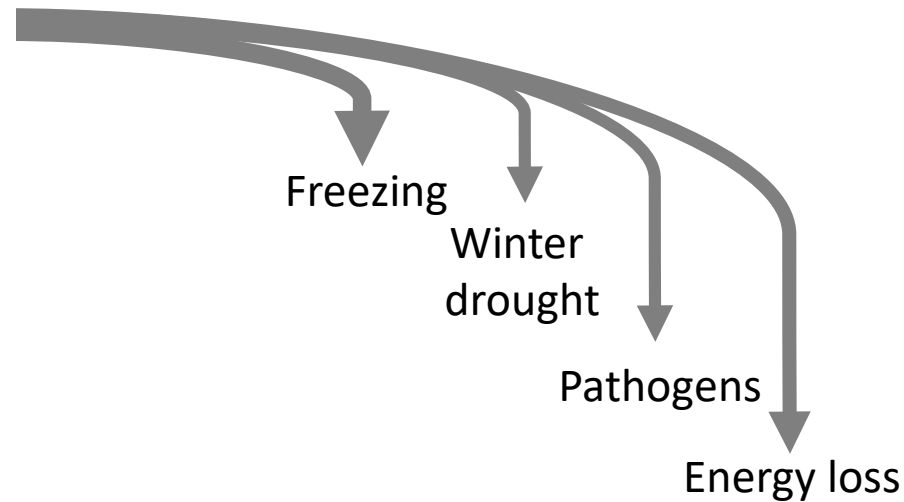 Freezing
Winter
drought
Pathogens
Energy loss